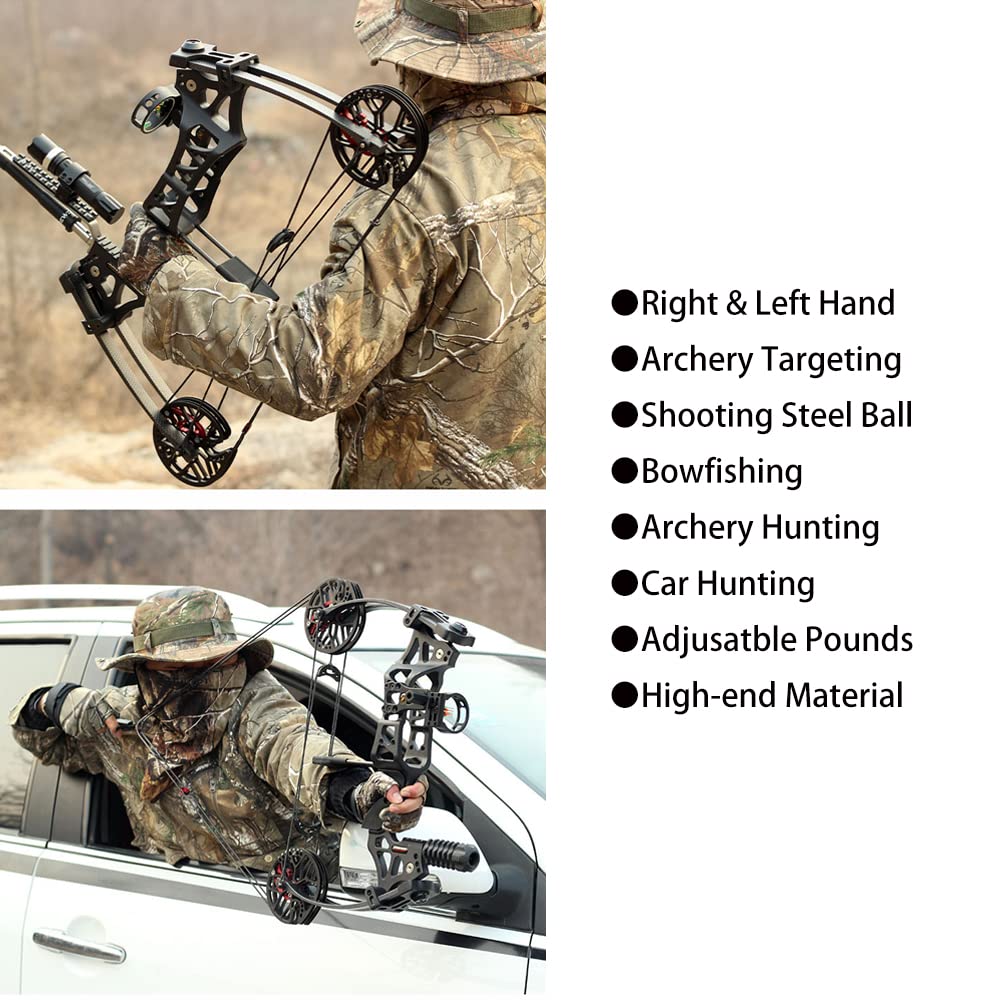 ●Right & Left Hand
●Archery Targeting
●Shooting Steel Ball
●Bowfishing
●Archery Hunting
●Car Hunting
●Adjusatble Pounds
●High-end Material